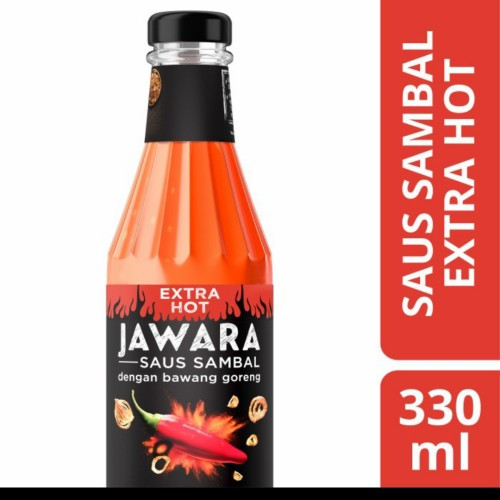 EXTRA
HOT
JAWARA
SAUS SAMBAL
dengan bawang goreng
SAUS SAMBAL
EXTRA HOT
330
ml